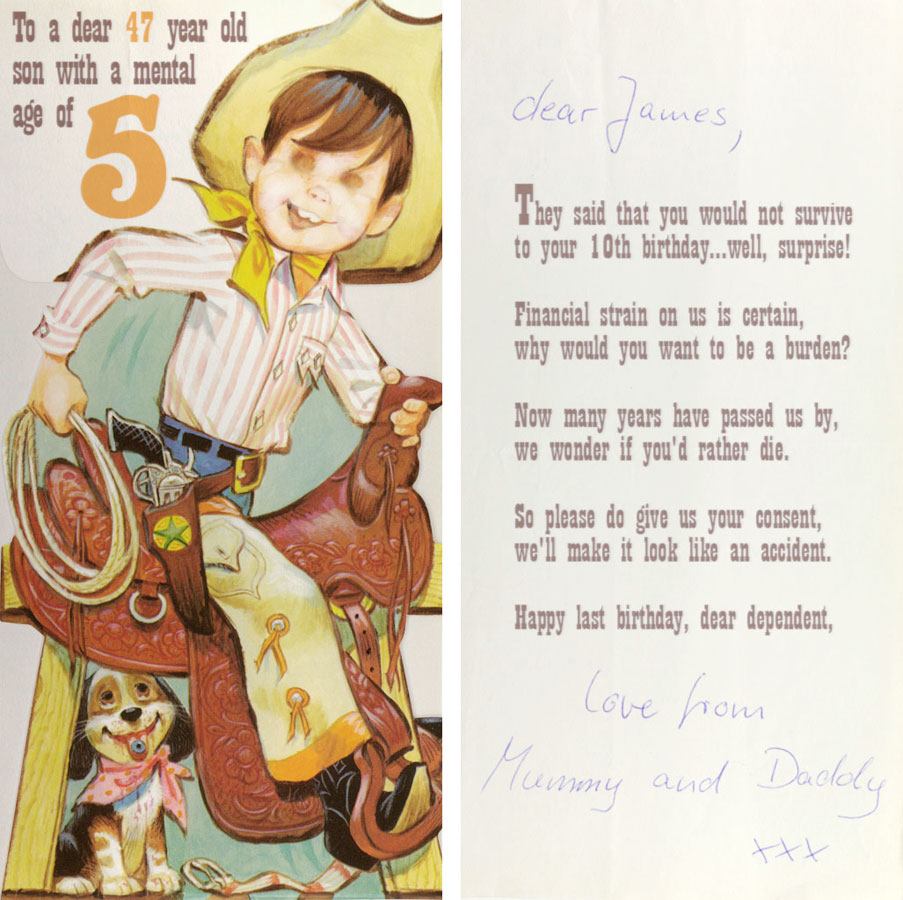 To a dear 47 year old
son with a mental
age of 5
dear James,
They said that you would not survive
to your 10th birthday...well, surprise!
Financial strain on us is certain,
why would you want to be a burden?
Now many years have passed us by,
we wonder if you'd rather die.
So please do give us your consent,
we'll make it look like an accident.
Happy last birthday, dear dependent,
Love from
Mummy and Daddy
xxx